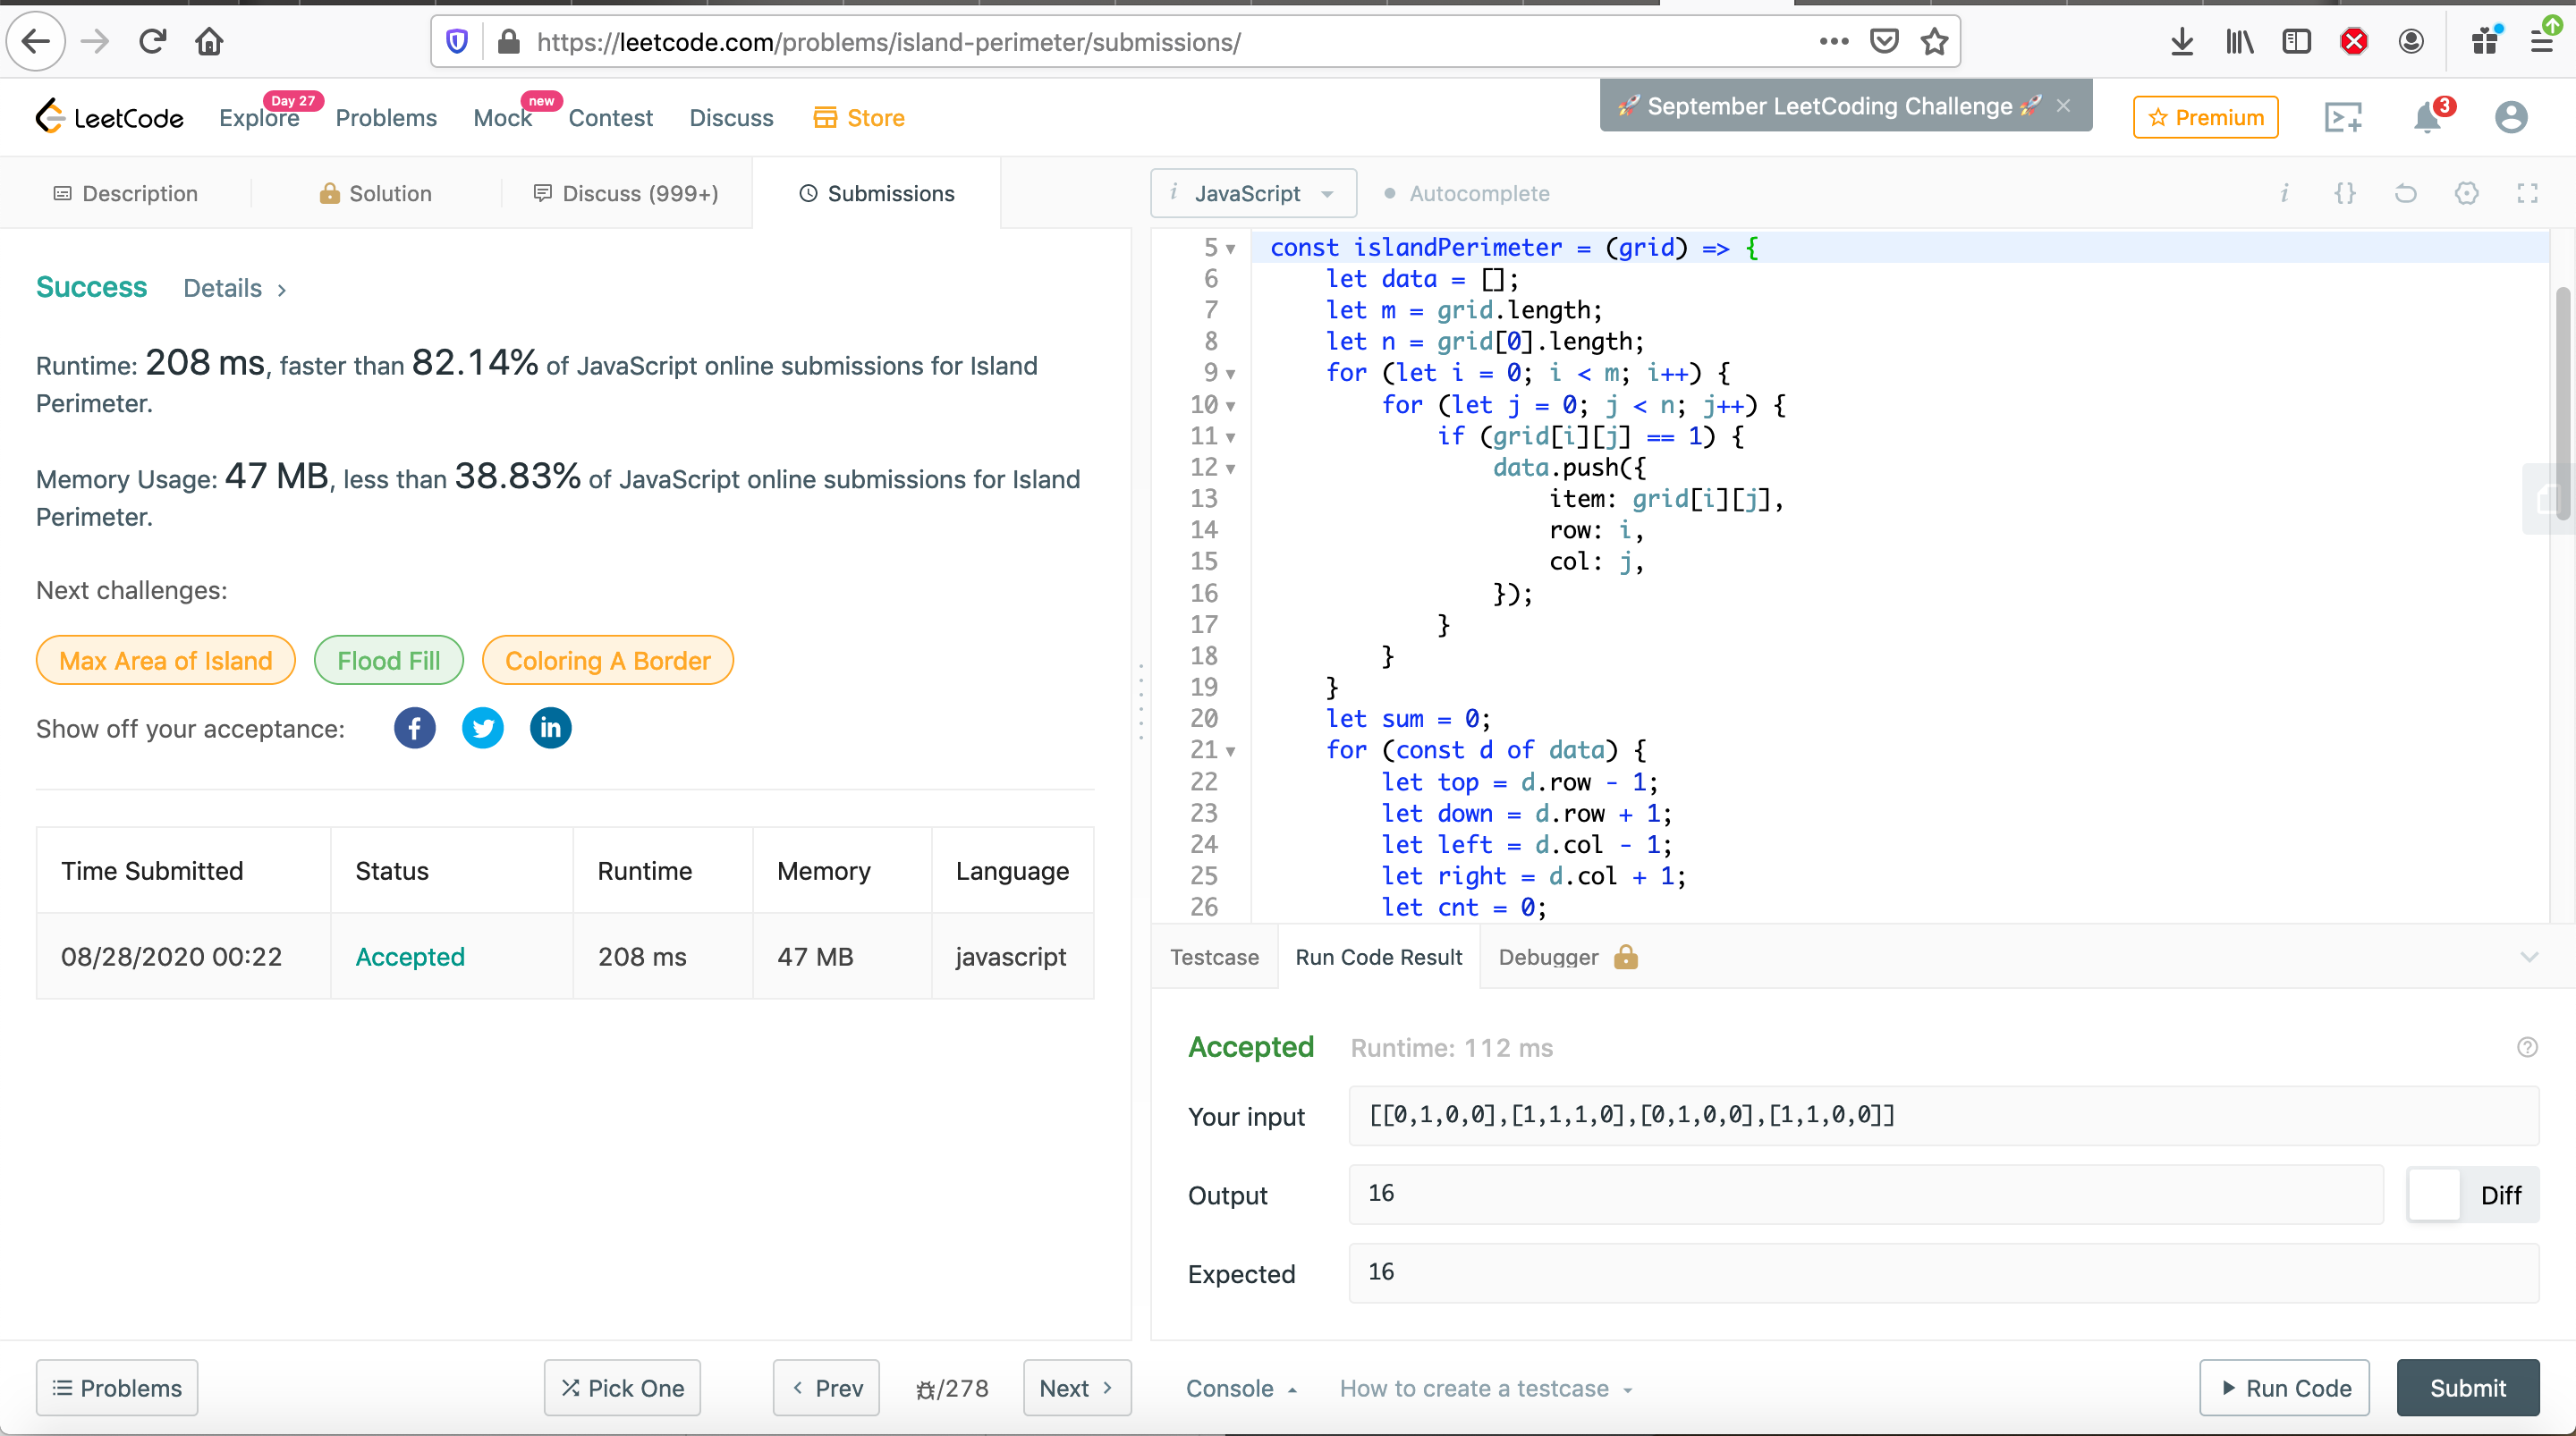 https://leetcode.com/problems/island-perimeter/submissions/
LeetCode
Explore
Day 27
Problems
Mock
new
Contest
Discuss
Store
🚀 September LeetCoding Challenge 🚀 ×
Premium
3
Description
Solution
Discuss (999+)
Submissions
i JavaScript
Autocomplete
i {}
Success Details >
Runtime: 208 ms, faster than 82.14% of JavaScript online submissions for Island
Perimeter.
Memory Usage: 47 MB, less than 38.83% of JavaScript online submissions for Island
Perimeter.
Next challenges:
Max Area of Island
Flood Fill
Coloring A Border
Show off your acceptance:
Time Submitted Status Runtime Memory Language
08/28/2020 00:22 Accepted 208 ms 47 MB javascript
5 const islandPerimeter = (grid) => {
6 let data = [];
7 let m = grid.length;
8 let n = grid[0].length;
9 for (let i = 0; i < m; i++) {
10 for (let j = 0; j < n; j++) {
11 if (grid[i][j] == 1) {
12 data.push({
13 item: grid[i][j],
14 row: i,
15 col: j,
16 });
17 }
18 }
19 }
20 let sum = 0;
21 for (const d of data) {
22 let top = d.row - 1;
23 let down = d.row + 1;
24 let left = d.col - 1;
25 let right = d.col + 1;
26 let cnt = 0;
Testcase
Run Code Result
Debugger
Accepted Runtime: 112 ms
Your input [[0,1,0,0],[1,1,1,0],[0,1,0,0],[1,1,0,0]]
Output 16
Diff
Expected 16
Problems
Pick One
< Prev
/278
Next >
Console
How to create a testcase
Run Code
Submit